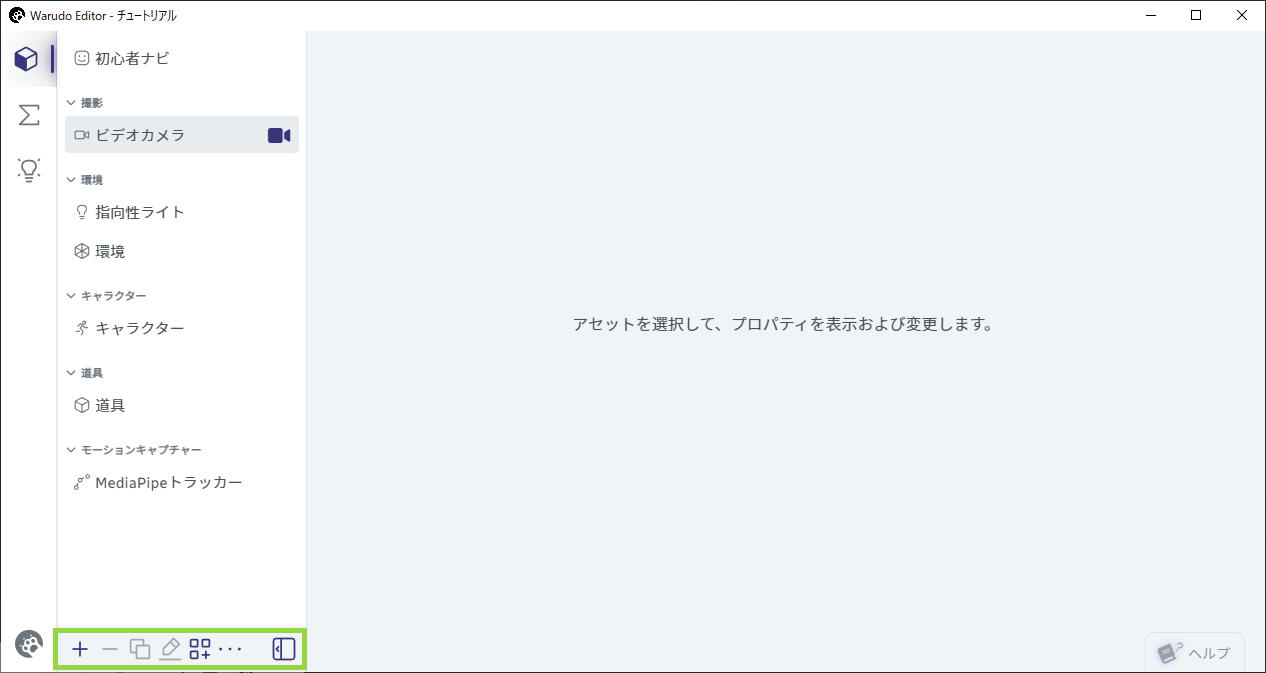 Warudo Editor - チュートリアル
初心者ナビ
撮影
ビデオカメラ
環境
指向性ライト
環境
キャラクター
キャラクター
道具
道具
モーションキャプチャー
MediaPipeトラッカー
アセットを選択して、プロパティを表示および変更します。
ヘルプ